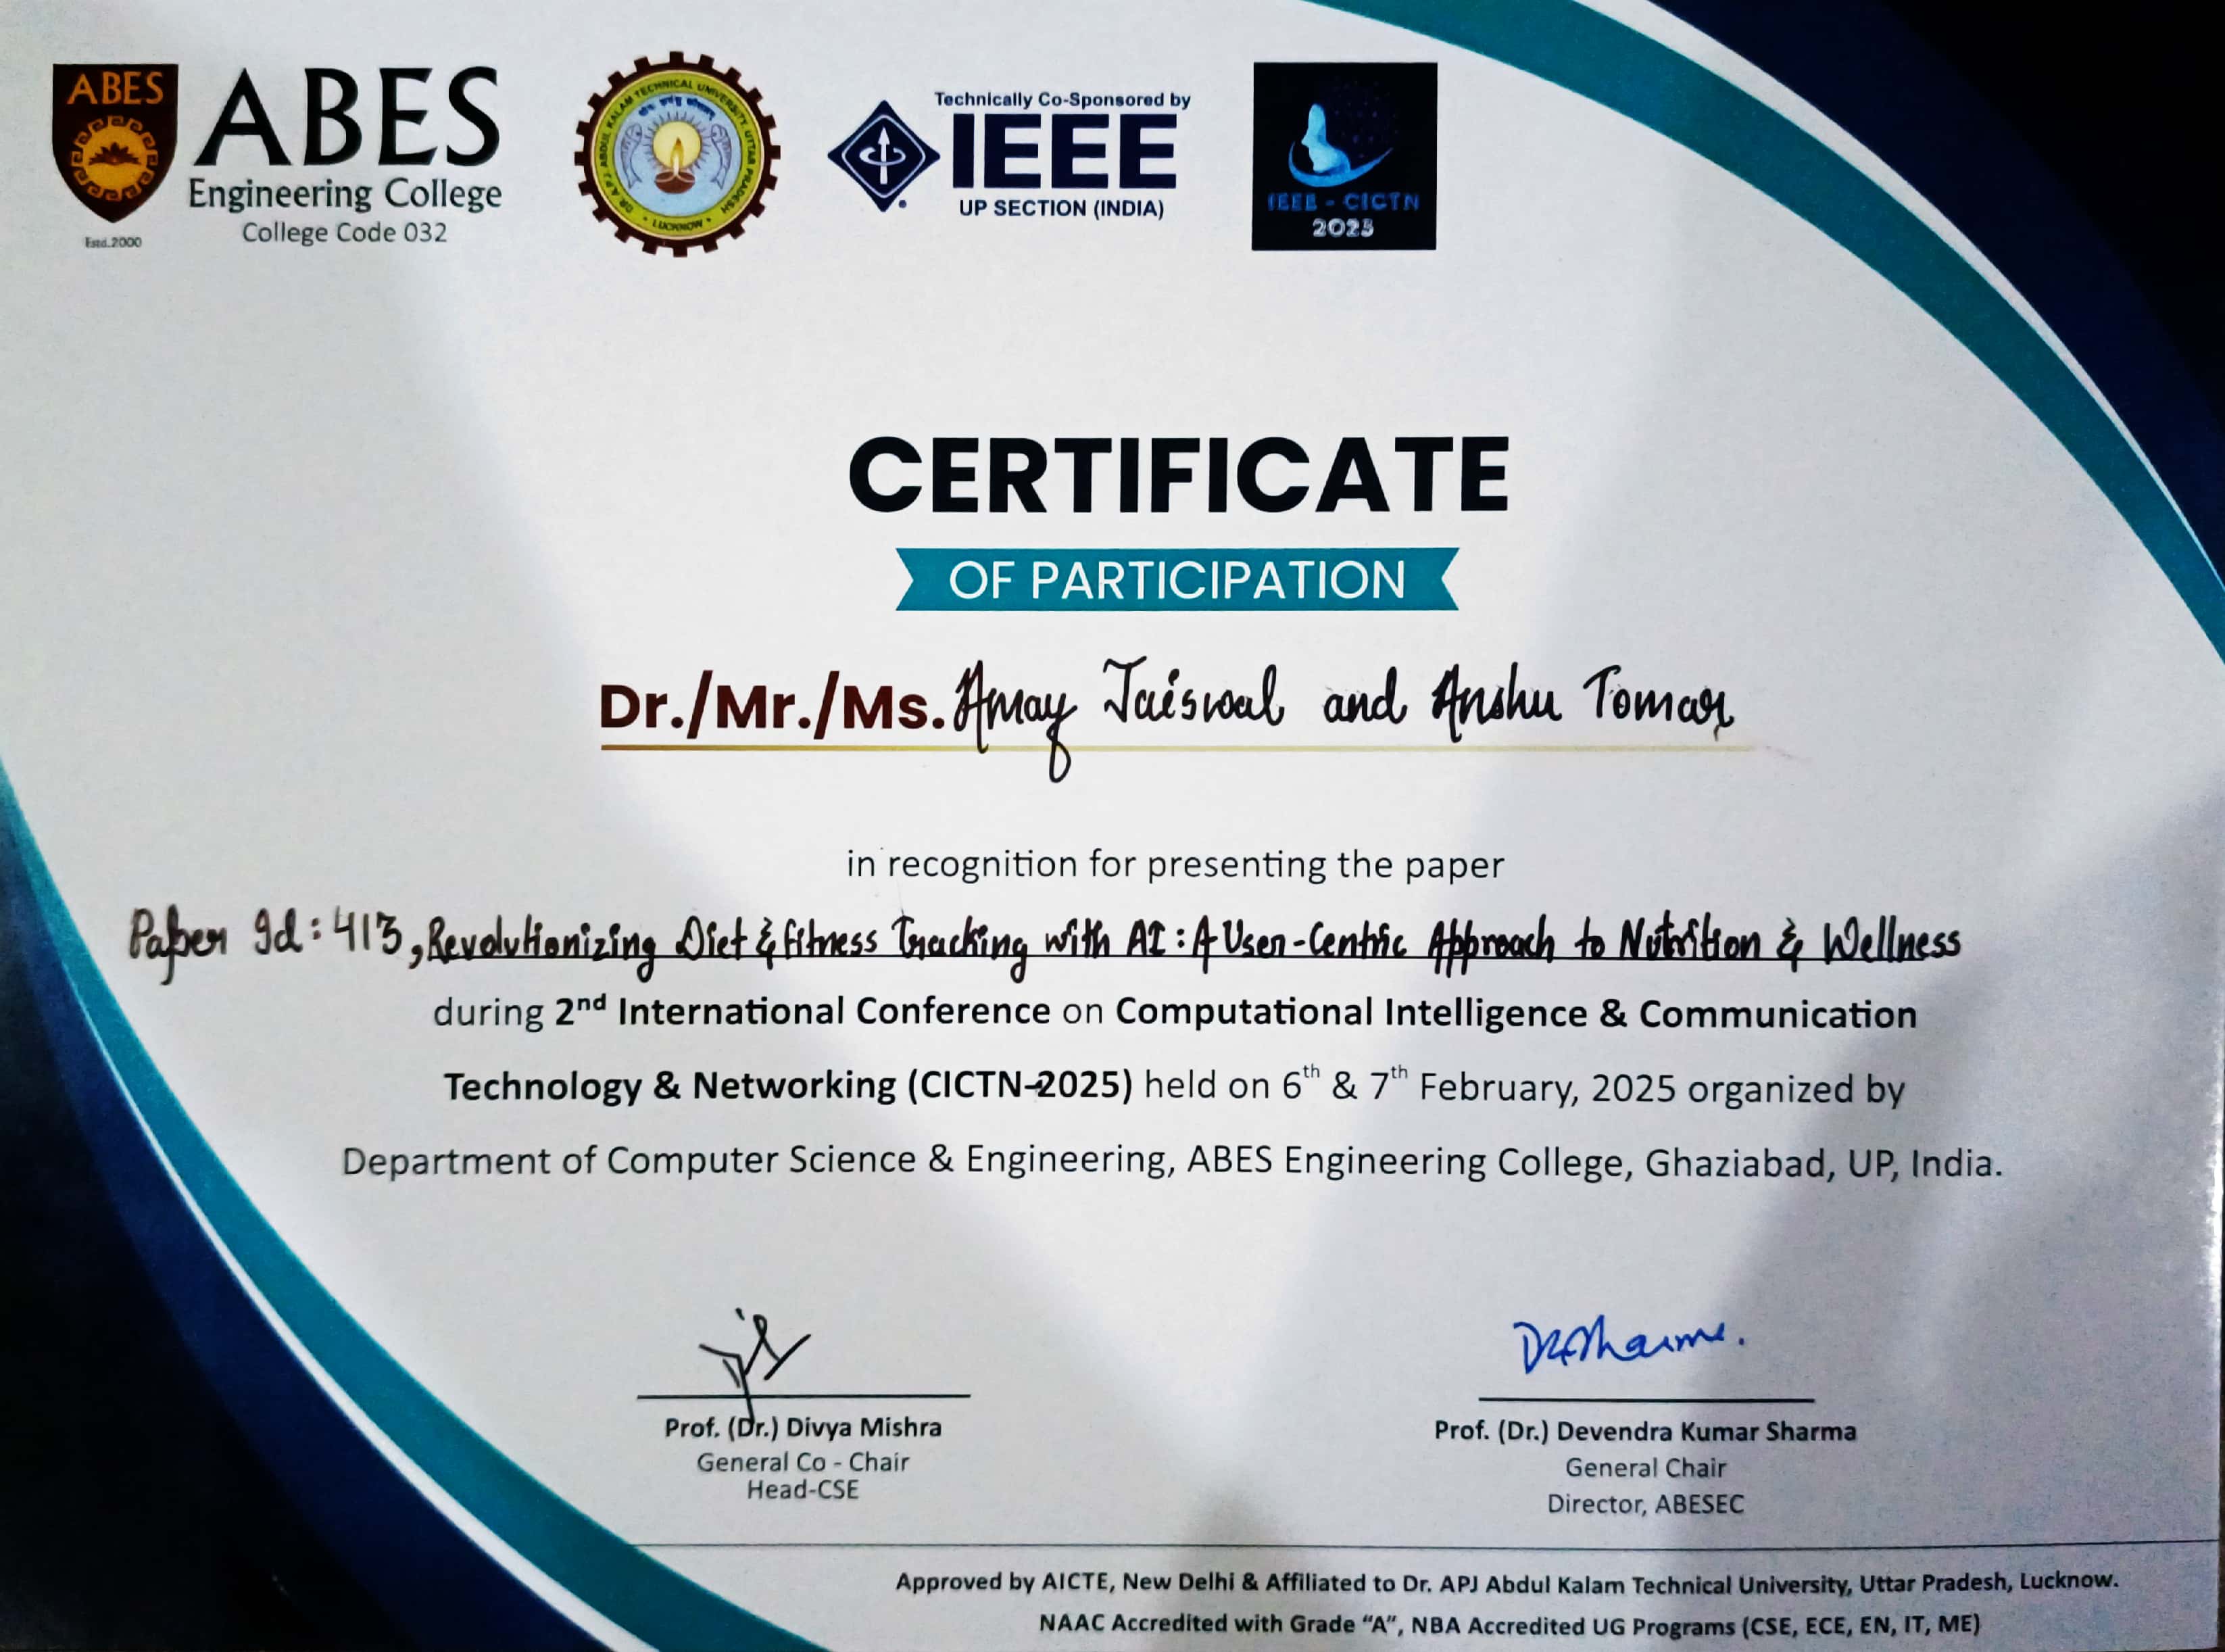 ABES
Estd.2000
ABES
Engineering College
College Code 032
DR. A.P.J. ABDUL KALAM TECHNICAL UNIVERSITY, UTTAR PRADESH
LUCKNOW
Technically Co-Sponsored by
IEEE
UP SECTION (INDIA)
IEEE - CICTN
2025
CERTIFICATE
OF PARTICIPATION
Dr./Mr./Ms. Amay Jaiswal and Anshu Tomar
in recognition for presenting the paper
Paper Id: 413, Revolutionizing Diet & fitness Tracking with AI: A User-Centric Approach to Nutrition & Wellness
during 2nd International Conference on Computational Intelligence & Communication
Technology & Networking (CICTN-2025) held on 6th & 7th February, 2025 organized by
Department of Computer Science & Engineering, ABES Engineering College, Ghaziabad, UP, India.
Prof. (Dr.) Divya Mishra
General Co - Chair
Head-CSE
DKSharma.
Prof. (Dr.) Devendra Kumar Sharma
General Chair
Director, ABESEC
Approved by AICTE, New Delhi & Affiliated to Dr. APJ Abdul Kalam Technical University, Uttar Pradesh, Lucknow.
NAAC Accredited with Grade “A”, NBA Accredited UG Programs (CSE, ECE, EN, IT, ME)